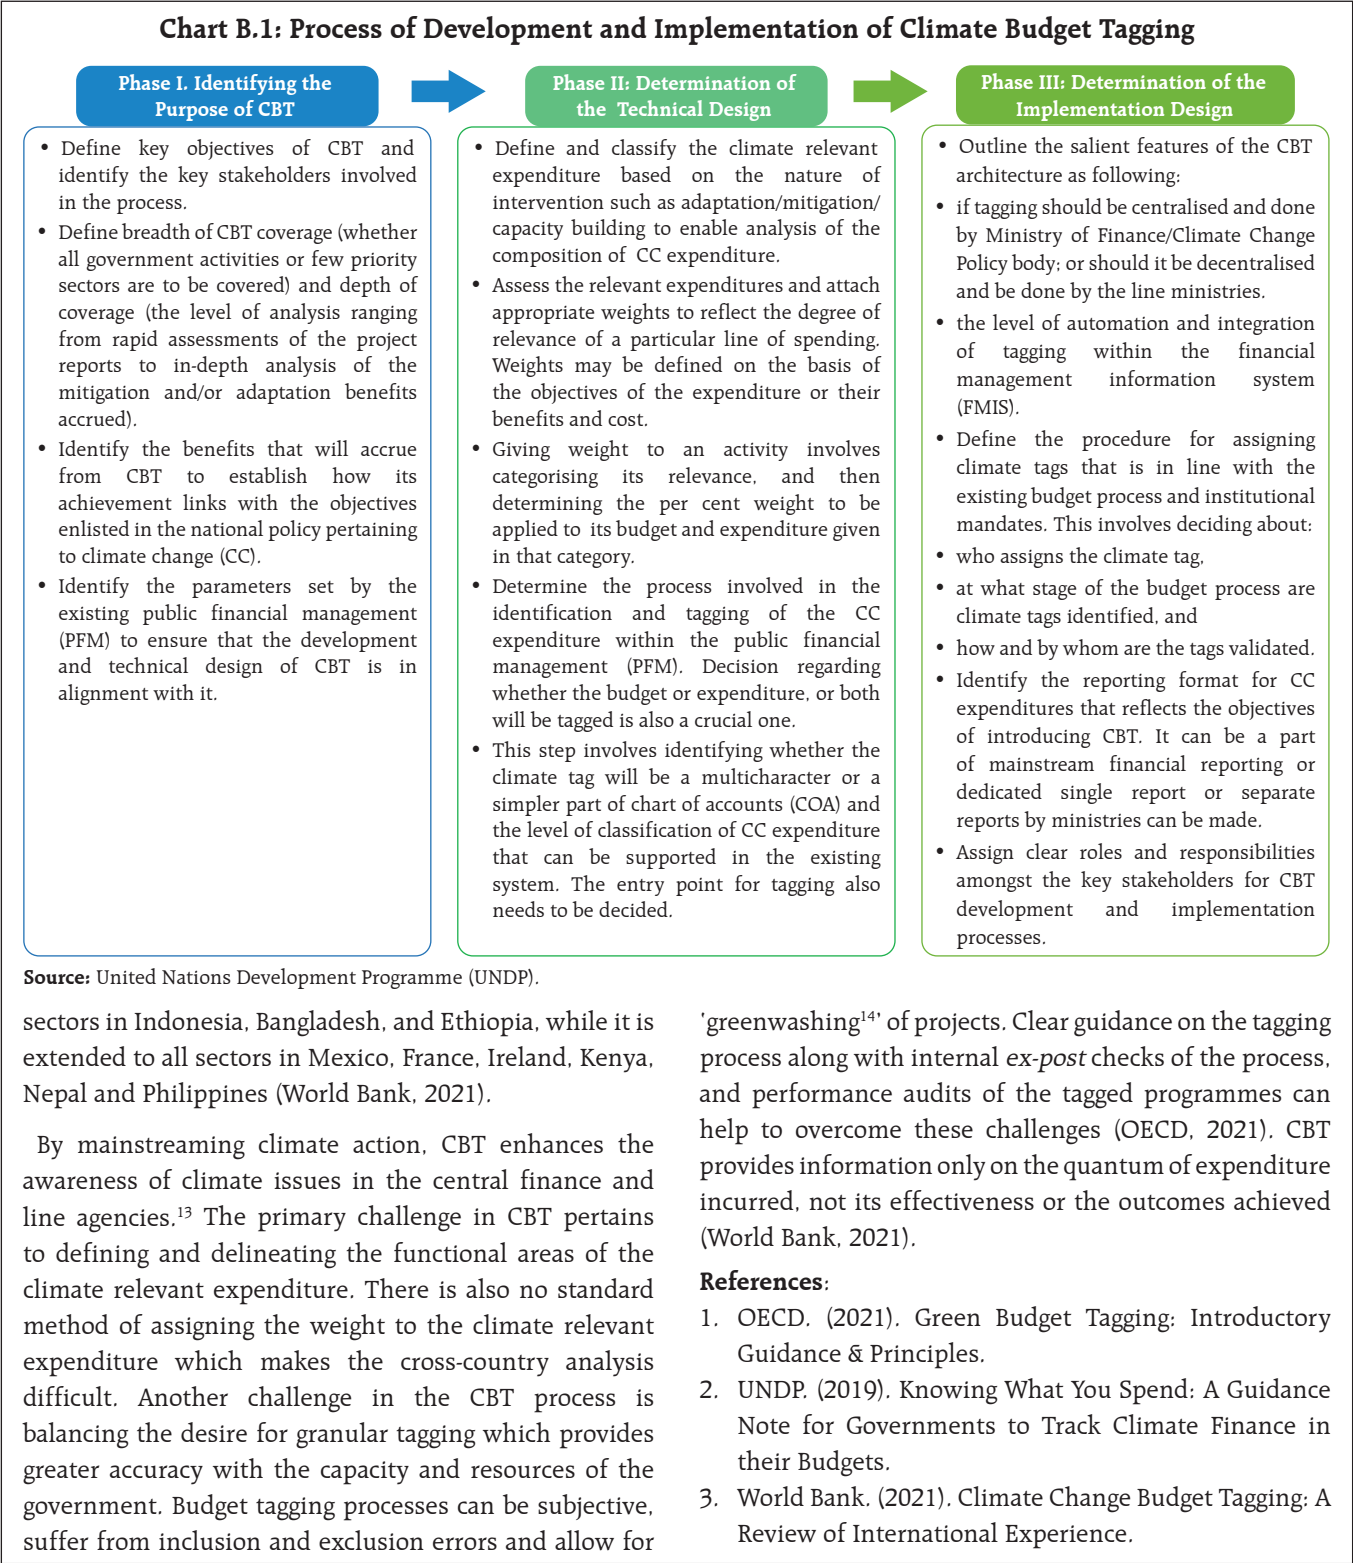 Chart B.1: Process of Development and Implementation of Climate Budget Tagging
Phase I. Identifying the
Purpose of CBT
• Define key objectives of CBT and
identify the key stakeholders involved
in the process.
• Define breadth of CBT coverage (whether
all government activities or few priority
sectors are to be covered) and depth of
coverage (the level of analysis ranging
from rapid assessments of the project
reports to in-depth analysis of the
mitigation and/or adaptation benefits
accrued).
• Identify the benefits that will accrue
from CBT to establish how its
achievement links with the objectives
enlisted in the national policy pertaining
to climate change (CC).
• Identify the parameters set by the
existing public financial management
(PFM) to ensure that the development
and technical design of CBT is in
alignment with it.
Phase II: Determination of
the Technical Design
• Define and classify the climate relevant
expenditure based on the nature of
intervention such as adaptation/mitigation/
capacity building to enable analysis of the
composition of CC expenditure.
• Assess the relevant expenditures and attach
appropriate weights to reflect the degree of
relevance of a particular line of spending.
Weights may be defined on the basis of
the objectives of the expenditure or their
benefits and cost.
• Giving weight to an activity involves
categorising its relevance, and then
determining the per cent weight to be
applied to its budget and expenditure given
in that category.
• Determine the process involved in the
identification and tagging of the CC
expenditure within the public financial
management (PFM). Decision regarding
whether the budget or expenditure, or both
will be tagged is also a crucial one.
• This step involves identifying whether the
climate tag will be a multicharacter or a
simpler part of chart of accounts (COA) and
the level of classification of CC expenditure
that can be supported in the existing
system. The entry point for tagging also
needs to be decided.
Phase III: Determination of the
Implementation Design
• Outline the salient features of the CBT
architecture as following:
• if tagging should be centralised and done
by Ministry of Finance/Climate Change
Policy body; or should it be decentralised
and be done by the line ministries.
• the level of automation and integration
of tagging within the financial
management information system
(FMIS).
• Define the procedure for assigning
climate tags that is in line with the
existing budget process and institutional
mandates. This involves deciding about:
• who assigns the climate tag,
• at what stage of the budget process are
climate tags identified, and
• how and by whom are the tags validated.
• Identify the reporting format for CC
expenditures that reflects the objectives
of introducing CBT. It can be a part
of mainstream financial reporting or
dedicated single report or separate
reports by ministries can be made.
• Assign clear roles and responsibilities
amongst the key stakeholders for CBT
development and implementation
processes.
Source: United Nations Development Programme (UNDP).
sectors in Indonesia, Bangladesh, and Ethiopia, while it is
extended to all sectors in Mexico, France, Ireland, Kenya,
Nepal and Philippines (World Bank, 2021).
By mainstreaming climate action, CBT enhances the
awareness of climate issues in the central finance and
line agencies.¹³ The primary challenge in CBT pertains
to defining and delineating the functional areas of the
climate relevant expenditure. There is also no standard
method of assigning the weight to the climate relevant
expenditure which makes the cross-country analysis
difficult. Another challenge in the CBT process is
balancing the desire for granular tagging which provides
greater accuracy with the capacity and resources of the
government. Budget tagging processes can be subjective,
suffer from inclusion and exclusion errors and allow for
'greenwashing¹⁴' of projects. Clear guidance on the tagging
process along with internal ex-post checks of the process,
and performance audits of the tagged programmes can
help to overcome these challenges (OECD, 2021). CBT
provides information only on the quantum of expenditure
incurred, not its effectiveness or the outcomes achieved
(World Bank, 2021).
References:
1. OECD. (2021). Green Budget Tagging: Introductory
Guidance & Principles.
2. UNDP. (2019). Knowing What You Spend: A Guidance
Note for Governments to Track Climate Finance in
their Budgets.
3. World Bank. (2021). Climate Change Budget Tagging: A
Review of International Experience.